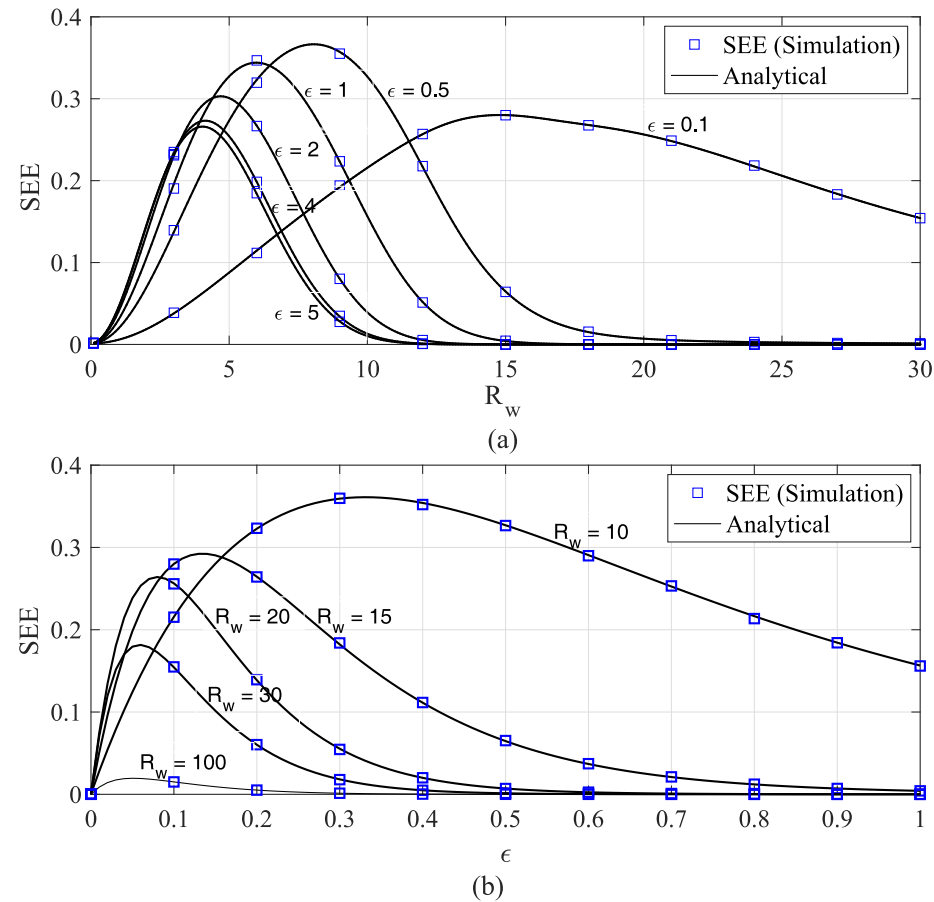 0.4
SEE (Simulation)
Analytical
0.3
ϵ = 1
ϵ = 0.5
ϵ = 0.1
ϵ = 2
SEE
0.2
ϵ = 4
0.1
ϵ = 5
0
0 5 10 15 20 25 30
R_w
(a)
0.4
SEE (Simulation)
Analytical
R_w = 10
0.3
R_w = 20
R_w = 15
SEE
0.2
R_w = 30
0.1
R_w = 100
0
0 0.1 0.2 0.3 0.4 0.5 0.6 0.7 0.8 0.9 1
ϵ
(b)